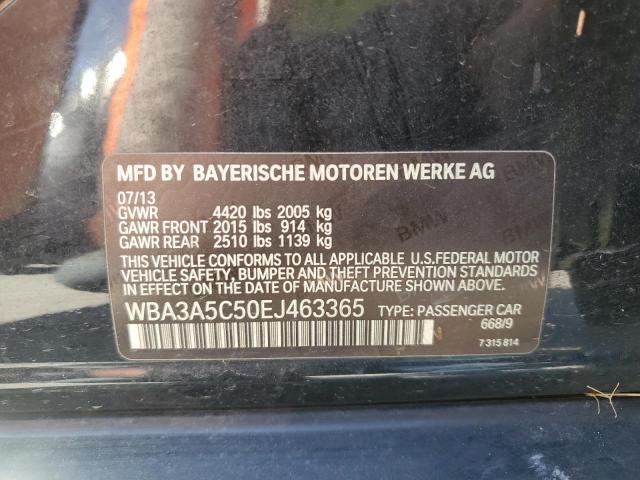 MFD BY BAYERISCHE MOTOREN WERKE AG
07/13
GVWR 4420 lbs 2005 kg
GAWR FRONT 2015 lbs 914 kg
GAWR REAR 2510 lbs 1139 kg
THIS VEHICLE CONFORMS TO ALL APPLICABLE U.S.FEDERAL MOTOR
VEHICLE SAFETY, BUMPER AND THEFT PREVENTION STANDARDS
IN EFFECT ON THE DATE OF MANUFACTURE SHOWN ABOVE.
WBA3A5C50EJ463365 TYPE: PASSENGER CAR
668/9
7 315 814